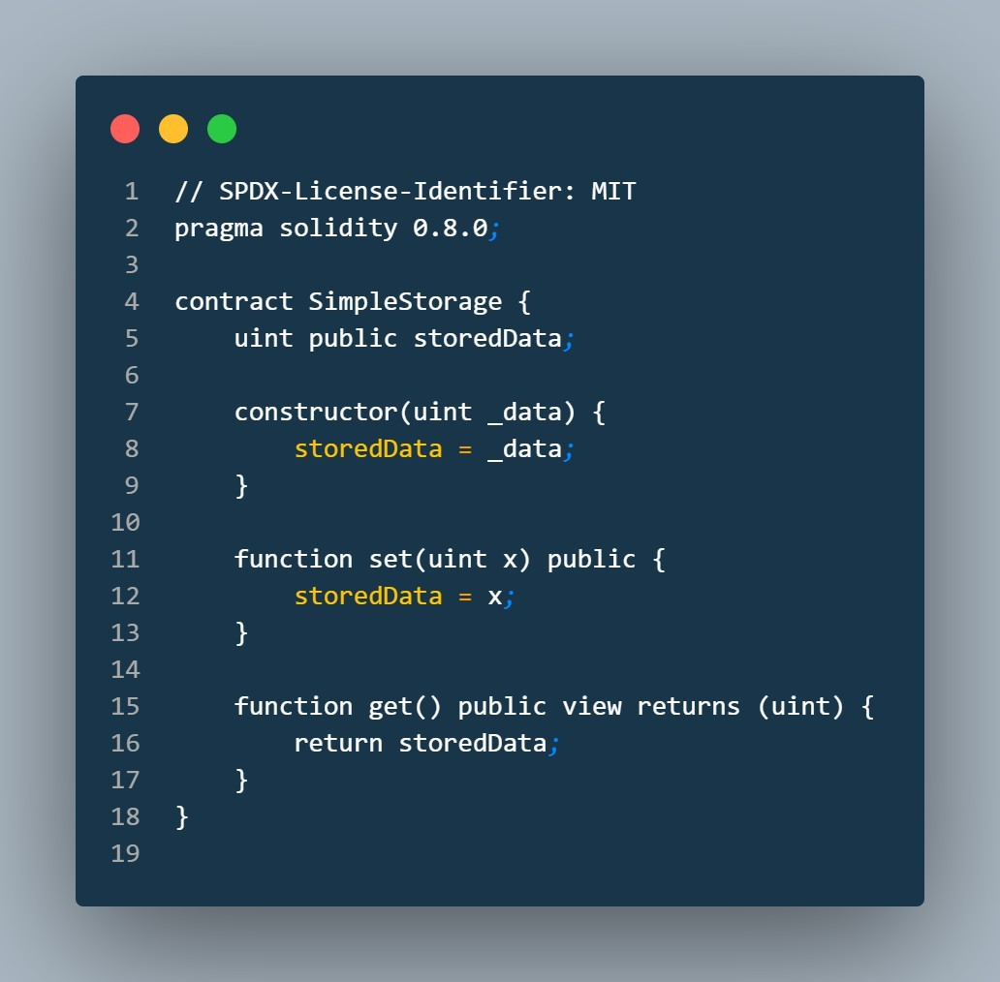 1 // SPDX-License-Identifier: MIT
2 pragma solidity 0.8.0;
3
4 contract SimpleStorage {
5     uint public storedData;
6
7     constructor(uint _data) {
8         storedData = _data;
9     }
10
11     function set(uint x) public {
12         storedData = x;
13     }
14
15     function get() public view returns (uint) {
16         return storedData;
17     }
18 }
19